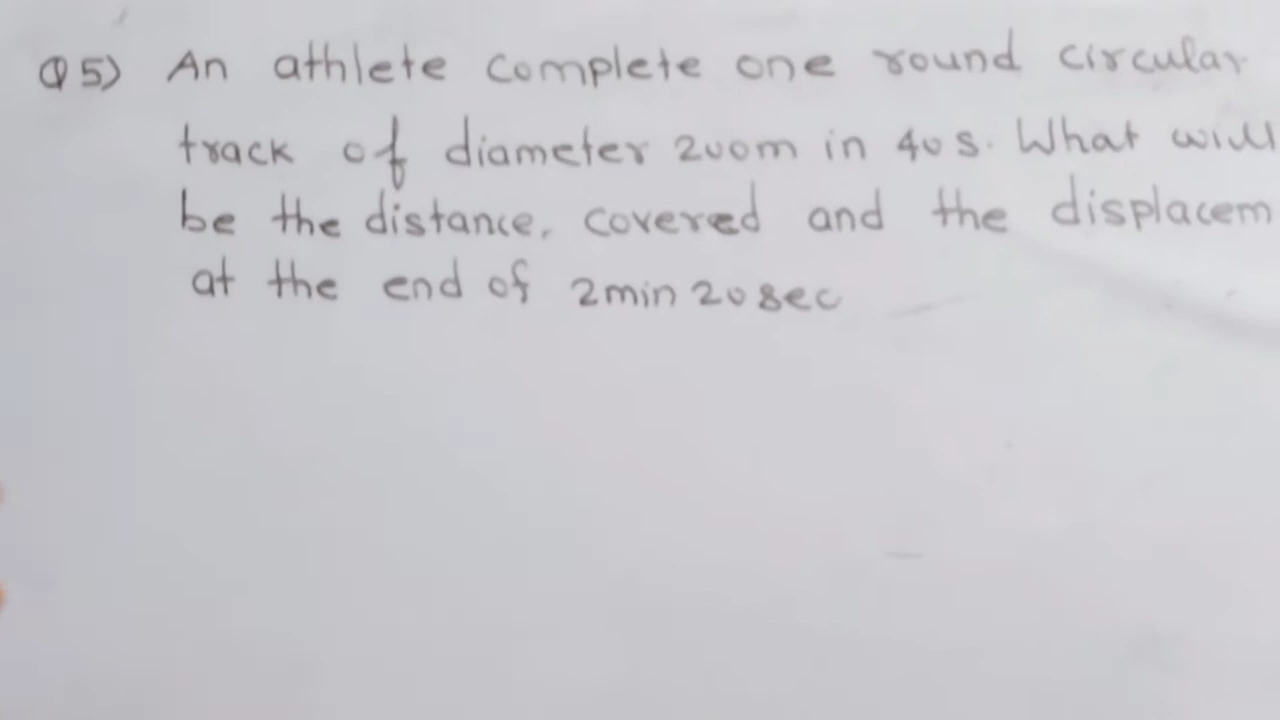 Q5) An athlete complete one round circular
track of diameter 200m in 40s. What will
be the distance, covered and the displacem
at the end of 2min 20sec